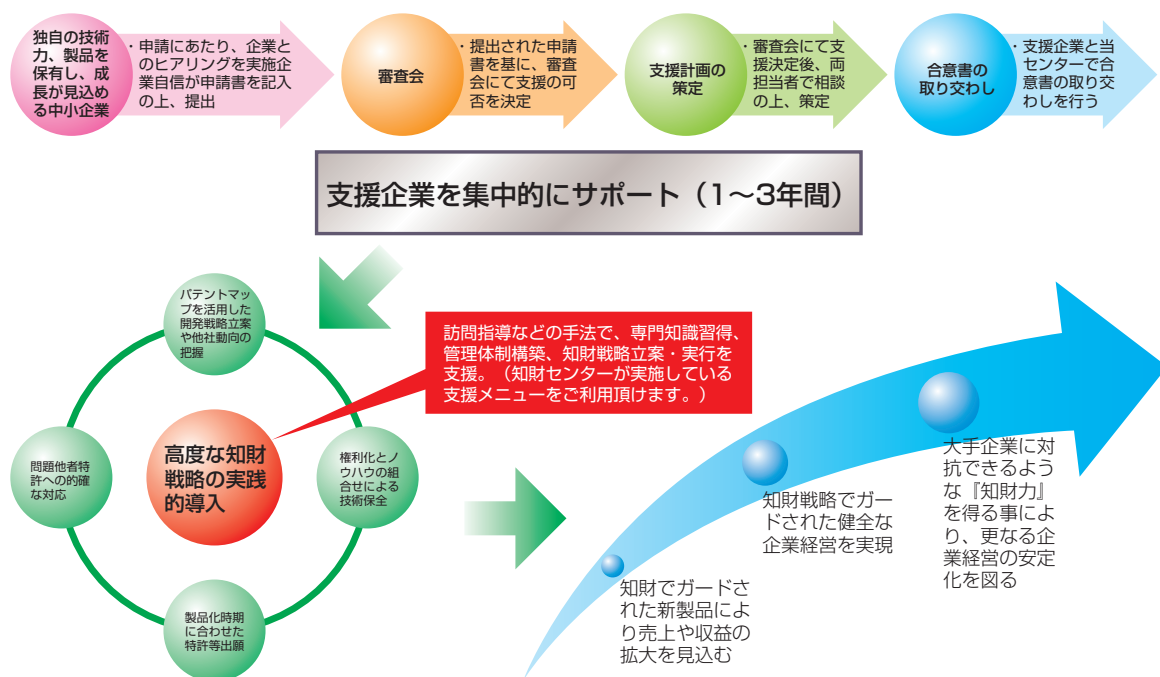 独自の技術
力、製品を
保有し、成
長が見込め
る中小企業
・申請にあたり、企業と
のヒアリングを実施企
業自信が申請書を記入
の上、提出
審査会
・提出された申請
書を基に、審査
会にて支援の可
否を決定
支援計画の
策定
・審査会にて支
援決定後、両
担当者で相談
の上、策定
合意書の
取り交わし
・支援企業と当
センターで合
意書の取り交
わしを行う
支援企業を集中的にサポート（1〜3年間）
パテントマッ
プを活用した
開発戦略立案
や他社動向の
把握
訪問指導などの手法で、専門知識習得、
管理体制構築、知財戦略立案・実行を
支援。（知財センターが実施している
支援メニューをご利用頂けます。）
問題他者特
許への的確
な対応
高度な知財
戦略の実践
的導入
権利化とノ
ウハウの組
合せによる
技術保全
製品化時期
に合わせた
特許等出願
知財でガードさ
れた新製品によ
り売上や収益の
拡大を見込む
知財戦略でガー
ドされた健全な
企業経営を実現
大手企業に対
抗できるよう
な『知財力』
を得る事によ
り、更なる企
業経営の安定
化を図る